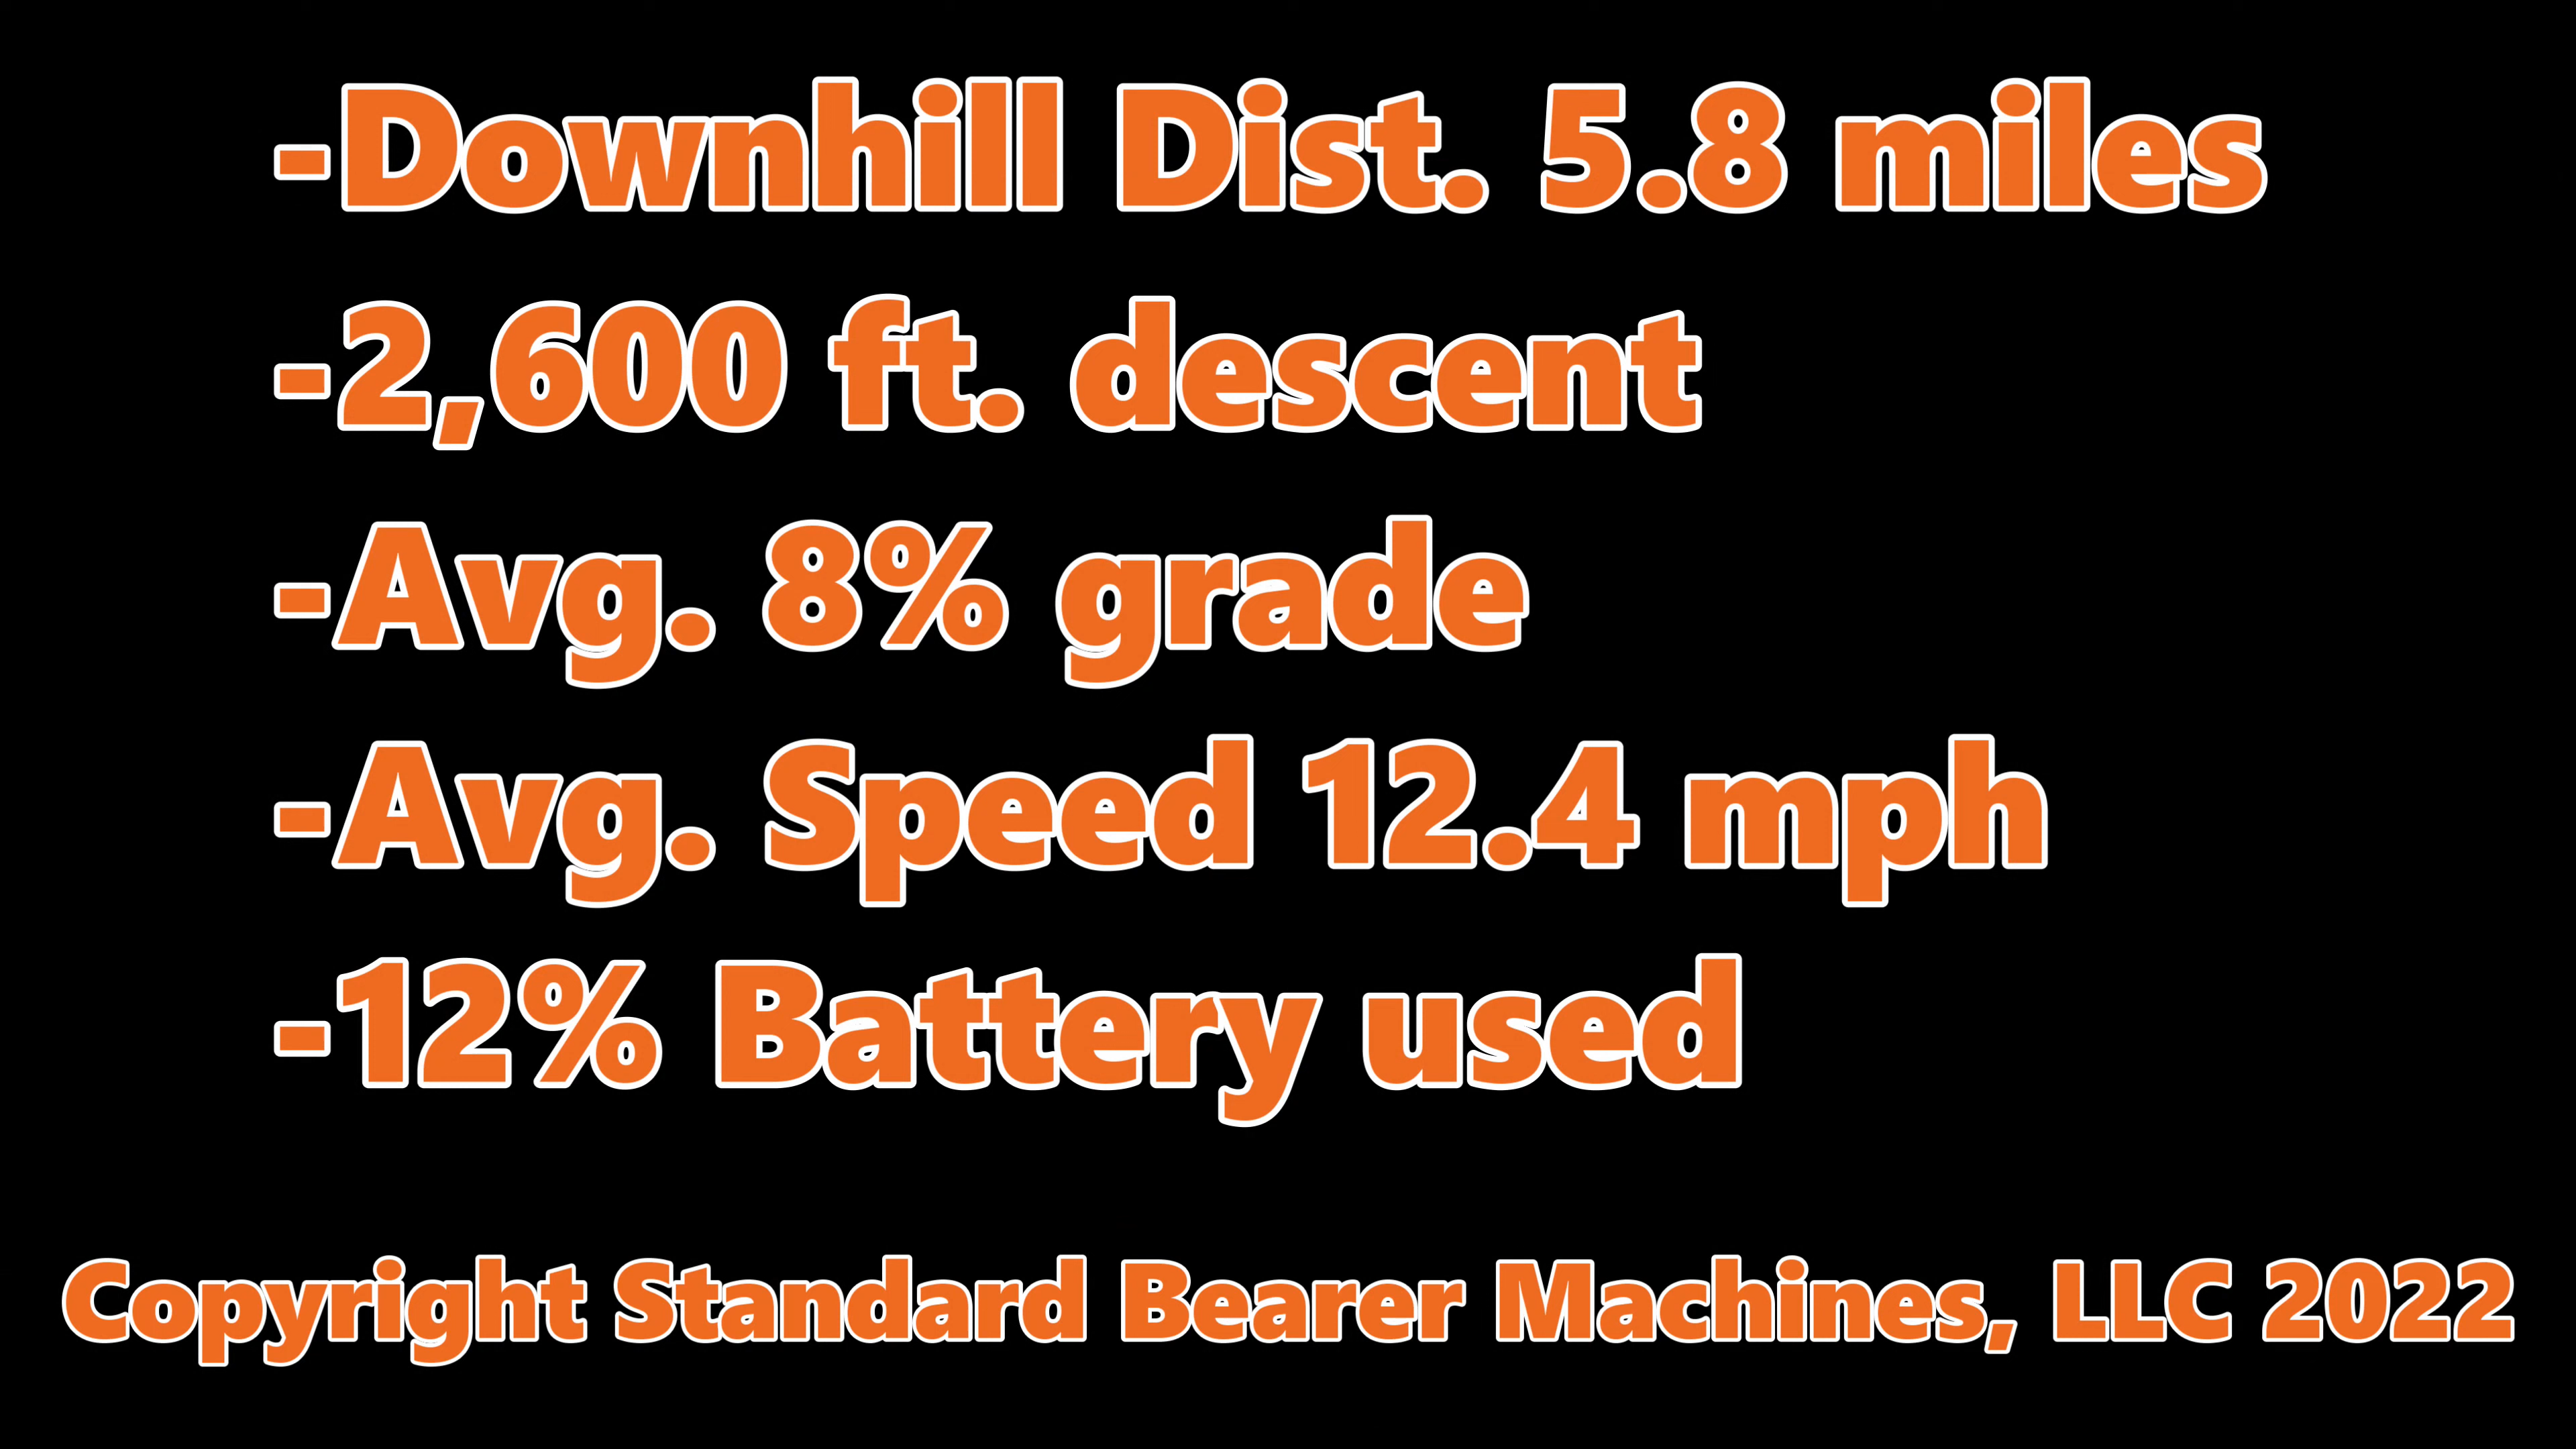 -Downhill Dist. 5.8 miles
-2,600 ft. descent
-Avg. 8% grade
-Avg. Speed 12.4 mph
-12% Battery used
Copyright Standard Bearer Machines, LLC 2022